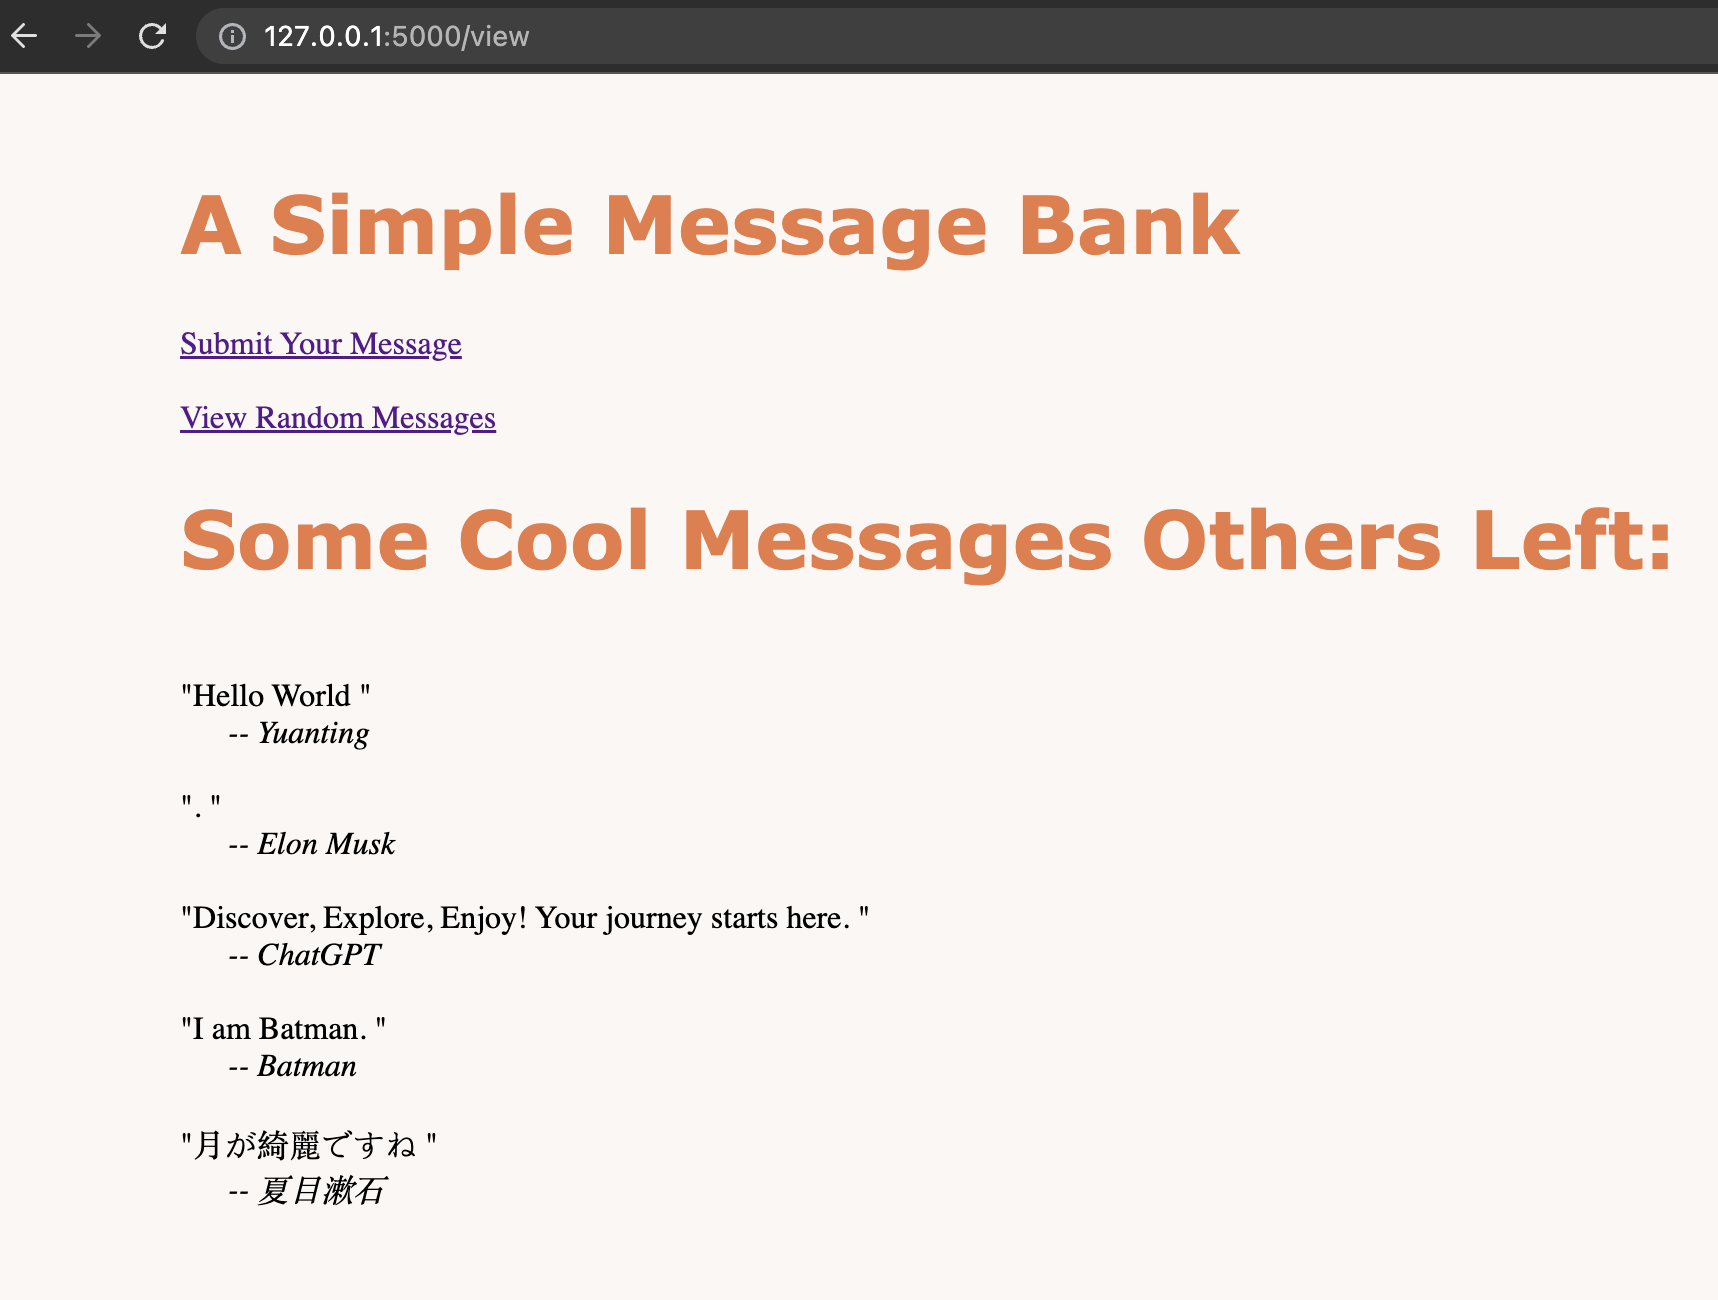 127.0.0.1:5000/view
A Simple Message Bank
Submit Your Message
View Random Messages
Some Cool Messages Others Left:
"Hello World "
-- Yuanting
". "
-- Elon Musk
"Discover, Explore, Enjoy! Your journey starts here. "
-- ChatGPT
"I am Batman. "
-- Batman
"月が綺麗ですね "
-- 夏目漱石